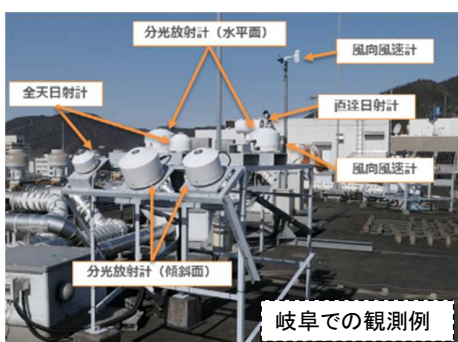 分光放射計（水平面）
風向風速計
全天日射計
直達日射計
風向風速計
分光放射計（傾斜面）
岐阜での観測例